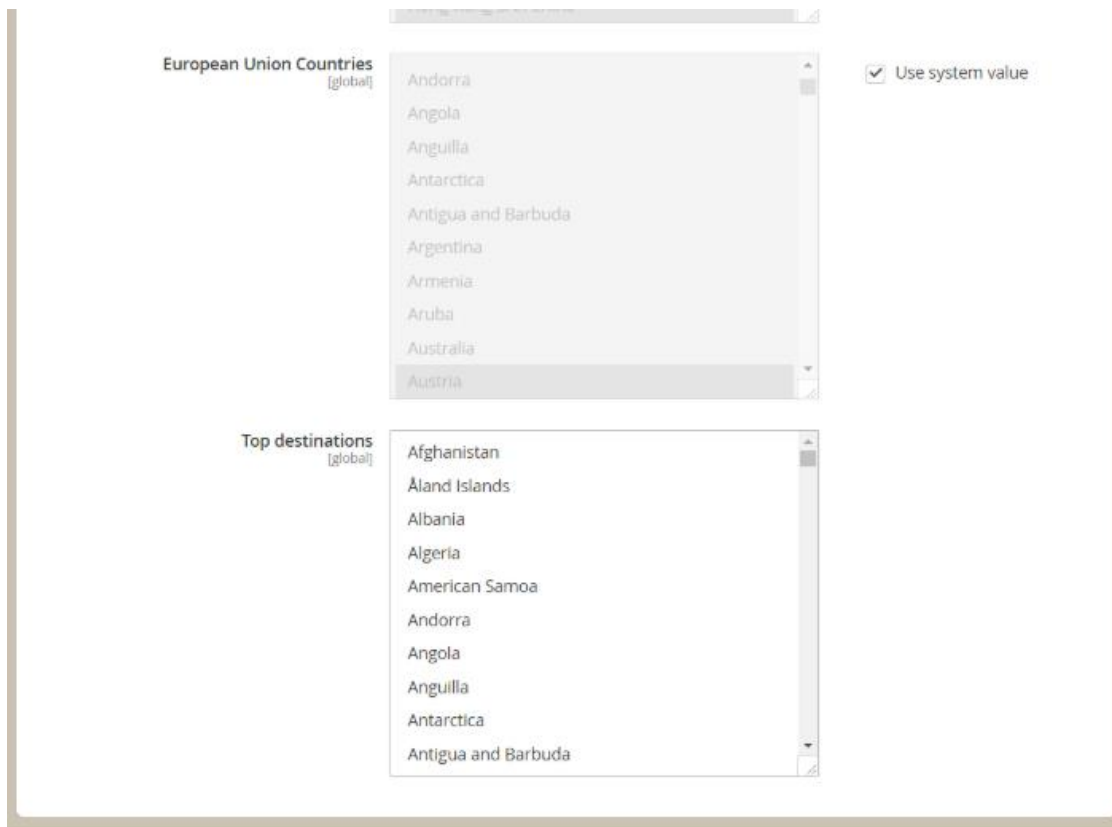 European Union Countries
[global]
Andorra
Angola
Anguilla
Antarctica
Antigua and Barbuda
Argentina
Armenia
Aruba
Australia
Austria
Use system value
Top destinations
[global]
Afghanistan
Åland Islands
Albania
Algeria
American Samoa
Andorra
Angola
Anguilla
Antarctica
Antigua and Barbuda